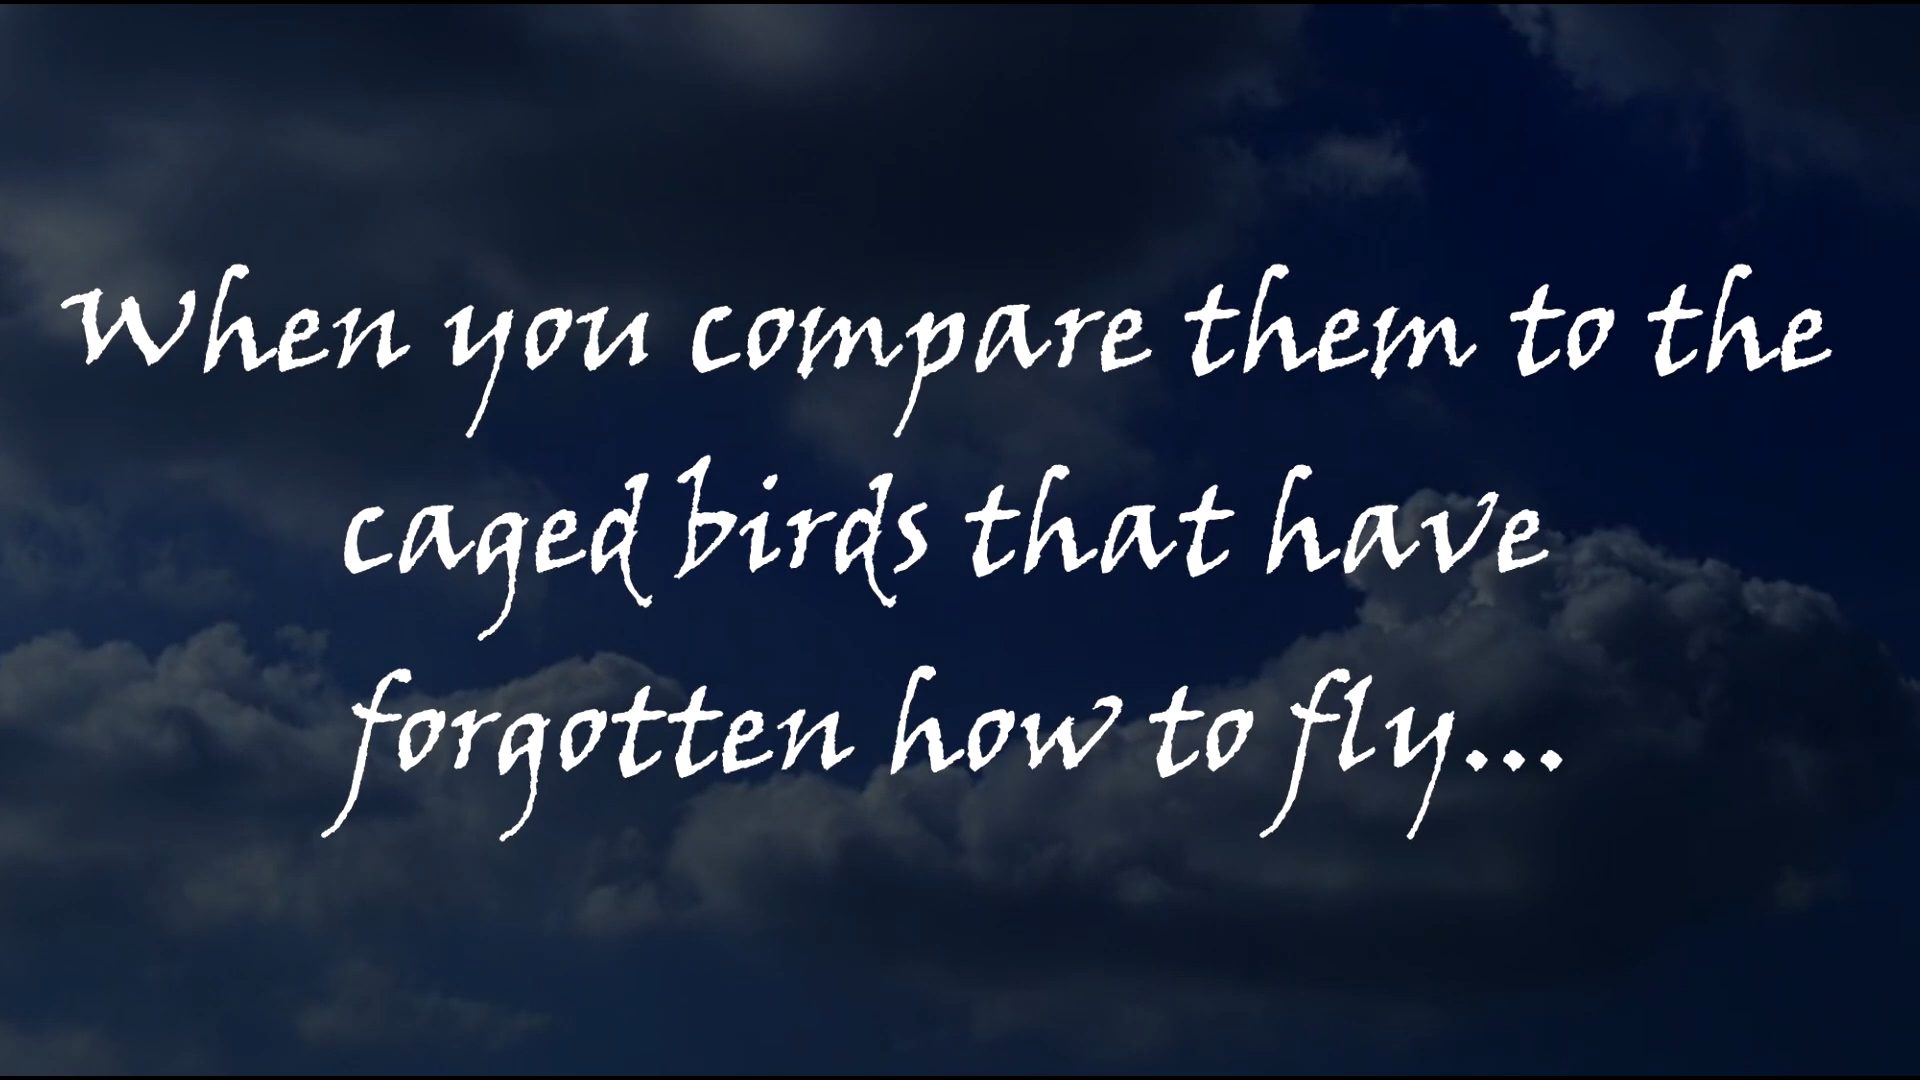 When you compare them to the
caged birds that have
forgotten how to fly...